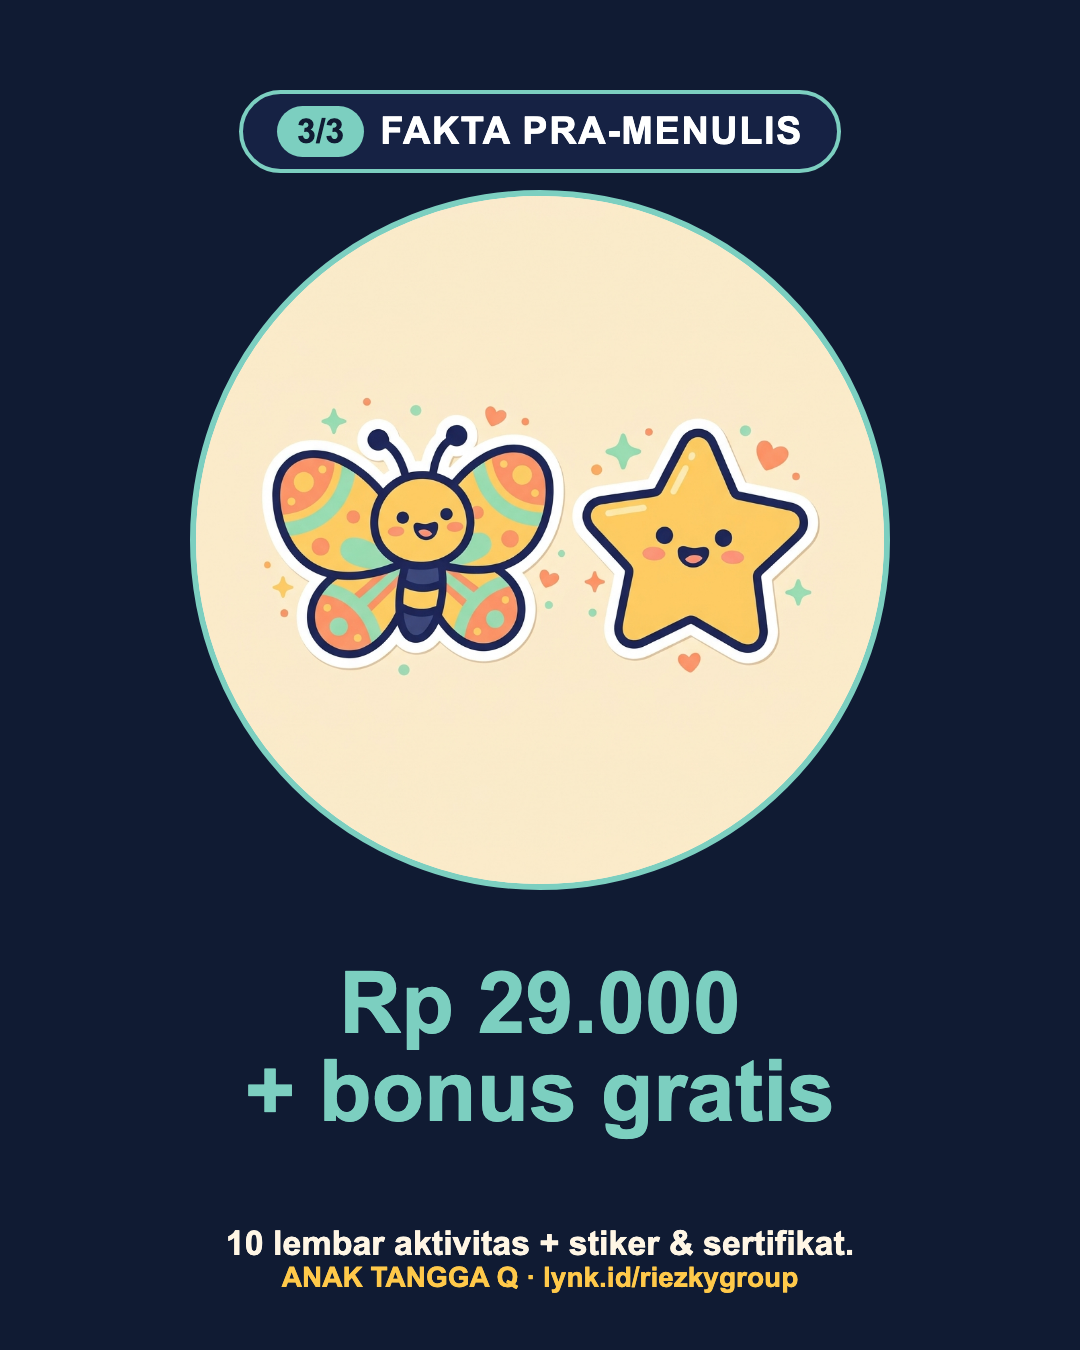 3/3 FAKTA PRA-MENULIS
Rp 29.000
+ bonus gratis
10 lembar aktivitas + stiker & sertifikat.
ANAK TANGGA Q · lynk.id/riezkygroup